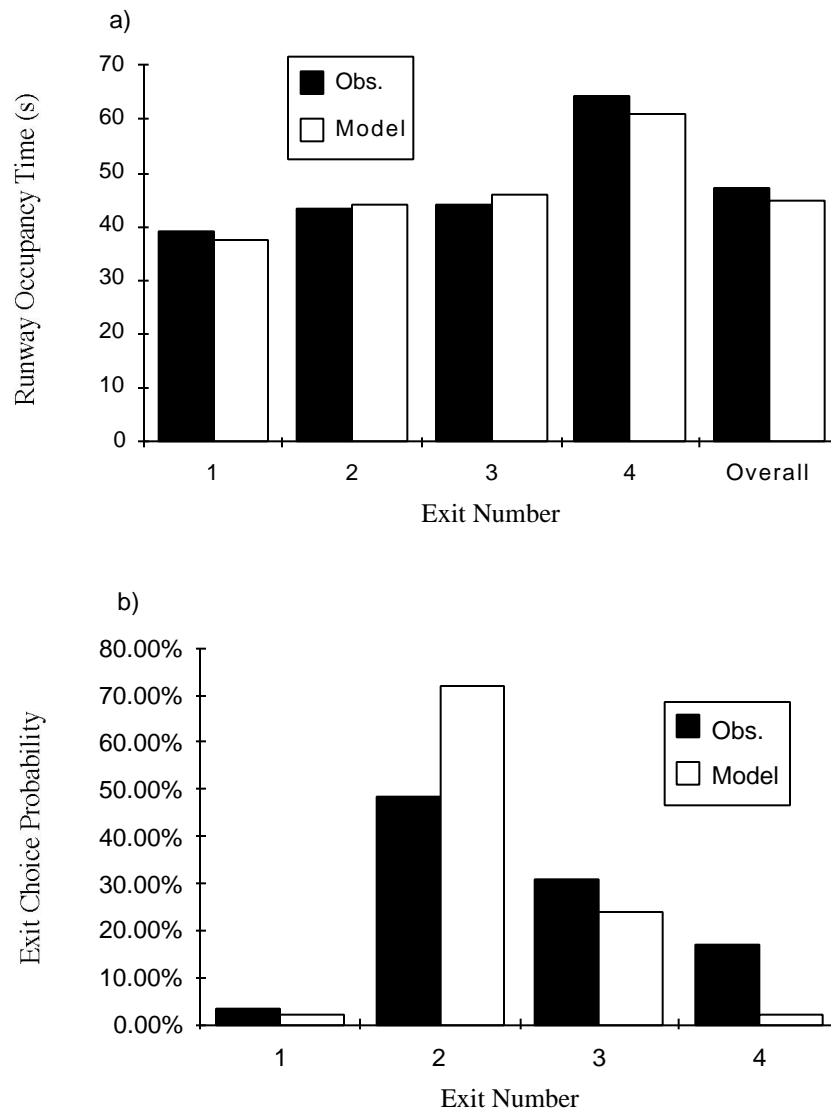 a)
70
60
50
40
30
20
10
0
Runway Occupancy Time (s)
Obs.
Model
1 2 3 4 Overall
Exit Number
b)
80.00%
70.00%
60.00%
50.00%
40.00%
30.00%
20.00%
10.00%
0.00%
Exit Choice Probability
Obs.
Model
1 2 3 4
Exit Number